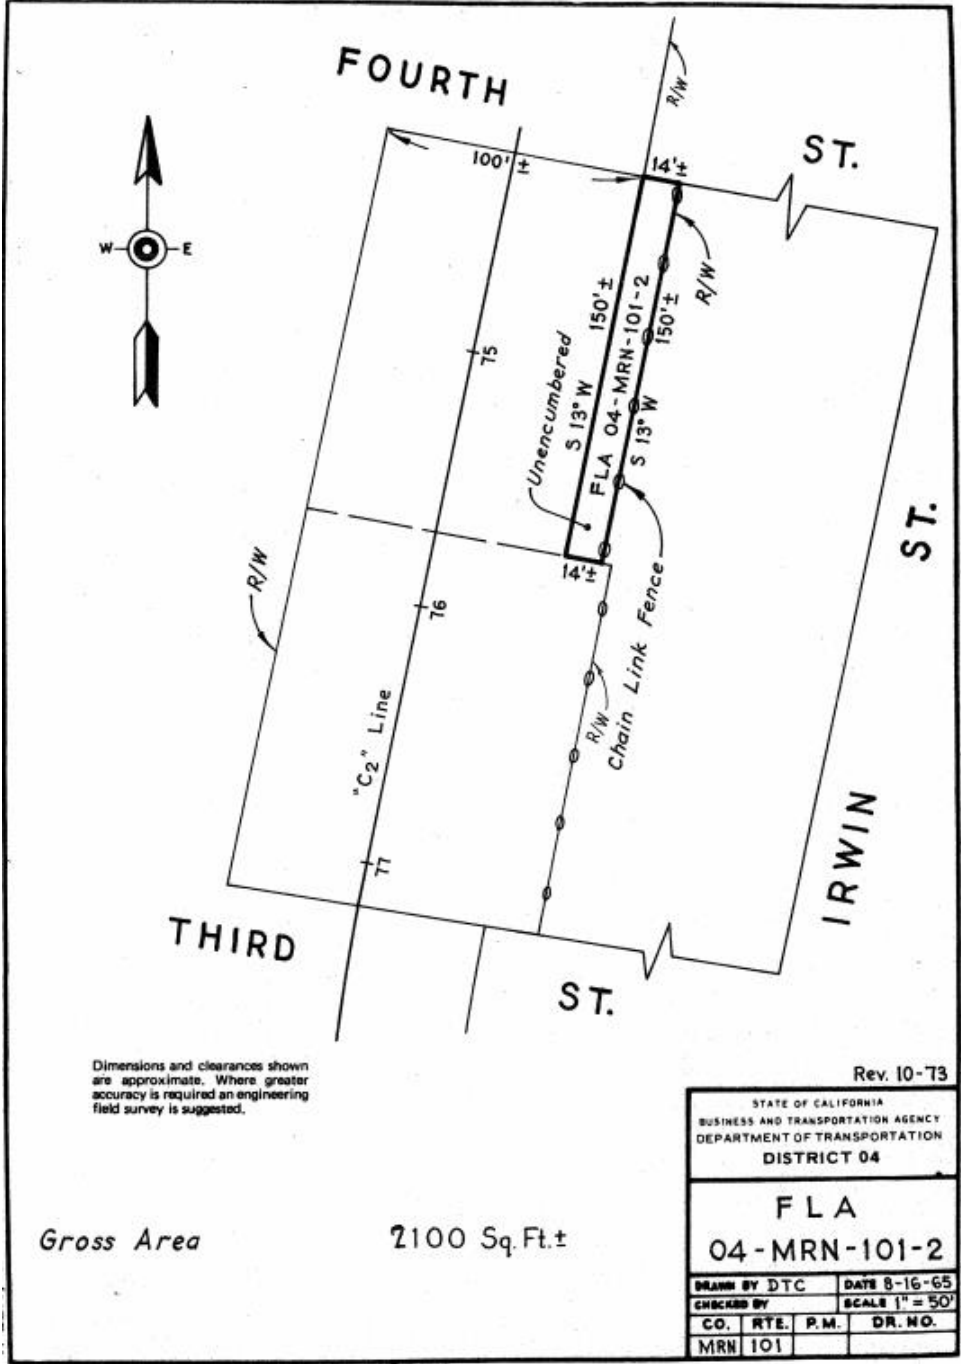 FOURTH
ST.
R/W
100' ±
14'±
W
E
R/W
150'±
150'±
FLA 04-MRN-101-2
Unencumbered
S 13° W
S 13° W
75
ST.
R/W
14'±
76
Chain Link Fence
R/W
"C2" Line
77
IRWIN
THIRD
ST.
Dimensions and clearances shown
are approximate. Where greater
accuracy is required an engineering
field survey is suggested.
Rev. 10-73
STATE OF CALIFORNIA
BUSINESS AND TRANSPORTATION AGENCY
DEPARTMENT OF TRANSPORTATION
DISTRICT 04
FLA
04-MRN-101-2
Gross Area 2100 Sq. Ft.±
DRAWN BY DTC DATE 8-16-65
CHECKED BY SCALE 1" = 50'
CO. RTE. P.M. DR. NO.
MRN 101